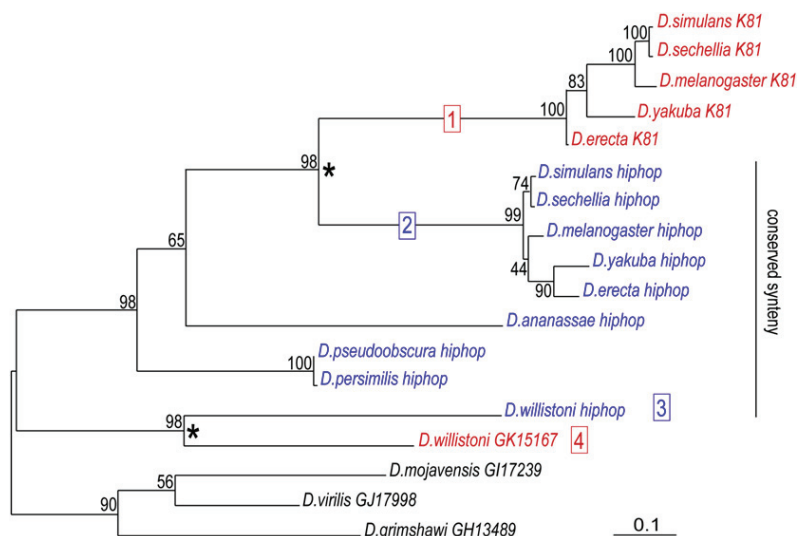 D.simulans K81
100
D.sechellia K81
100
D.melanogaster K81
83
D.yakuba K81
100
1
D.erecta K81
98
*
D.simulans hiphop
74
D.sechellia hiphop
2
99
D.melanogaster hiphop
65
D.yakuba hiphop
44
90
D.erecta hiphop
conserved synteny
98
D.ananassae hiphop
D.pseudoobscura hiphop
100
D.persimilis hiphop
D.willistoni hiphop
3
98
*
D.willistoni GK15167
4
D.mojavensis GI17239
56
D.virilis GJ17998
90
D.grimshawi GH13489
0.1